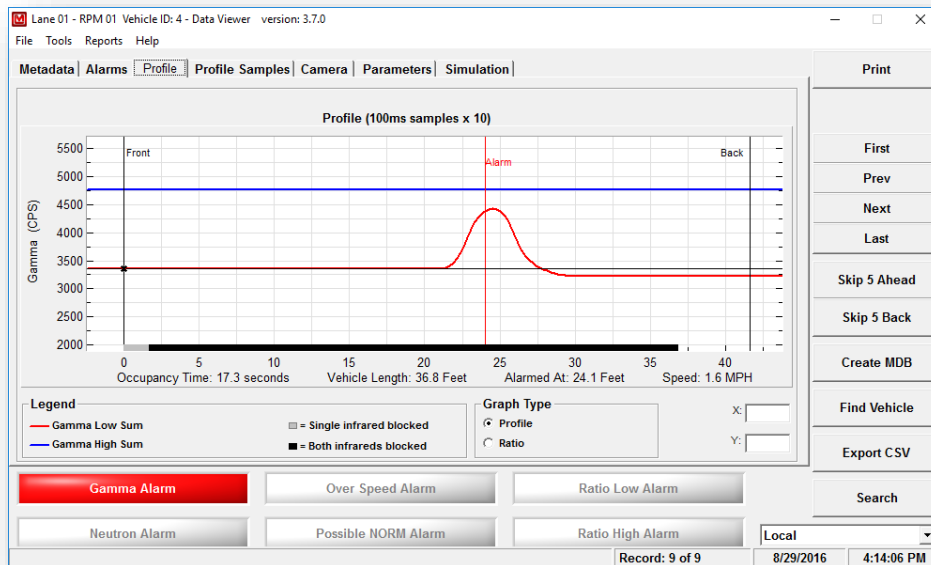 Lane 01 - RPM 01 Vehicle ID: 4 - Data Viewer version: 3.7.0
File Tools Reports Help
Metadata Alarms Profile Profile Samples Camera Parameters Simulation
Print
Profile (100ms samples x 10)
Gamma (CPS)
5500
5000
4500
4000
3500
3000
2500
2000
Front
Alarm
Back
0 5 10 15 20 25 30 35 40
Occupancy Time: 17.3 seconds Vehicle Length: 36.8 Feet Alarmed At: 24.1 Feet Speed: 1.6 MPH
Legend
Gamma Low Sum
Gamma High Sum
= Single infrared blocked
= Both infrareds blocked
Graph Type
Profile
Ratio
X:
Y:
First
Prev
Next
Last
Skip 5 Ahead
Skip 5 Back
Create MDB
Find Vehicle
Export CSV
Search
Gamma Alarm Over Speed Alarm Ratio Low Alarm
Neutron Alarm Possible NORM Alarm Ratio High Alarm
Local
Record: 9 of 9 8/29/2016 4:14:06 PM